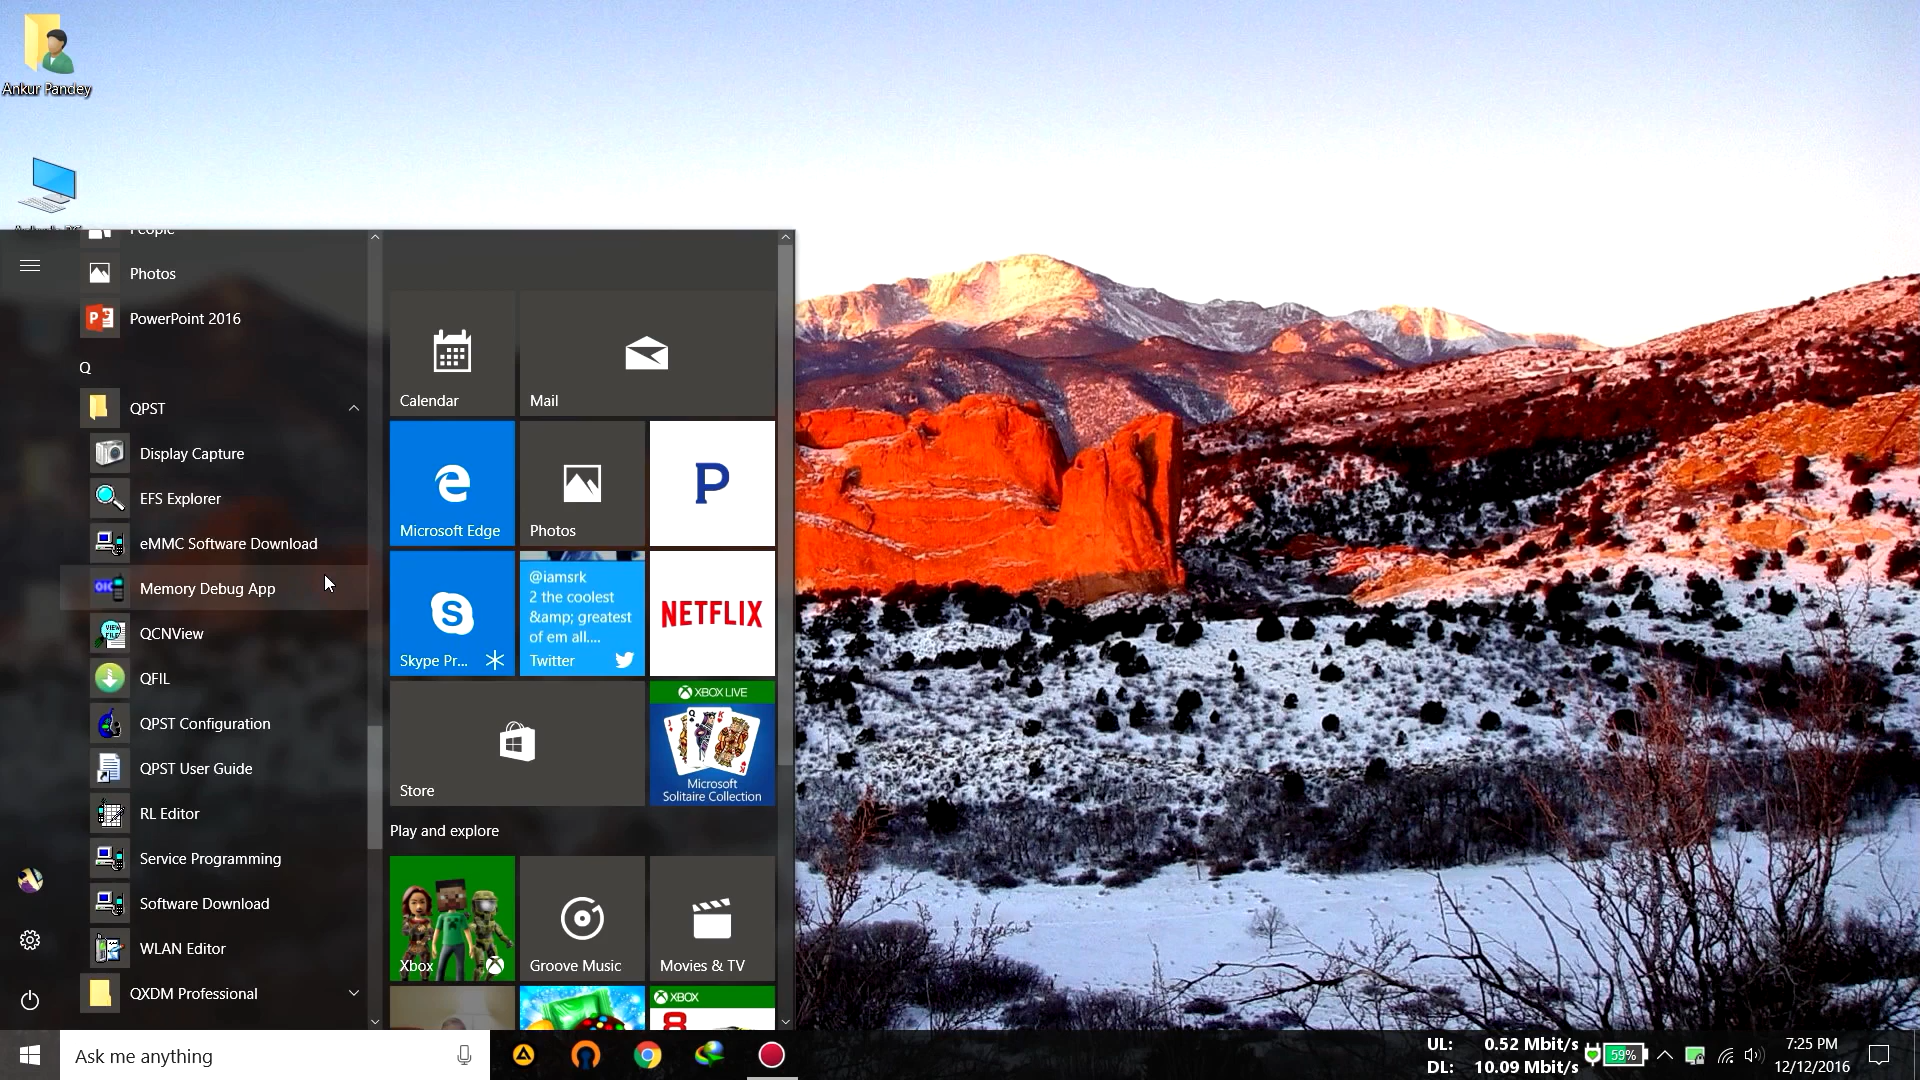 Ankur Pandey
People
Photos
PowerPoint 2016
Q
QPST
Display Capture
EFS Explorer
eMMC Software Download
Memory Debug App
QCNView
QFIL
QPST Configuration
QPST User Guide
RL Editor
Service Programming
Software Download
WLAN Editor
QXDM Professional
Calendar
Mail
Microsoft Edge
Photos
P
Skype Pr...
@iamsrk
2 the coolest
&amp; greatest
of em all....
Twitter
NETFLIX
Store
XBOX LIVE
Microsoft
Solitaire Collection
Play and explore
Xbox
Groove Music
Movies & TV
XBOX
8
Ask me anything
UL: 0.52 Mbit/s
DL: 10.09 Mbit/s
59%
7:25 PM
12/12/2016